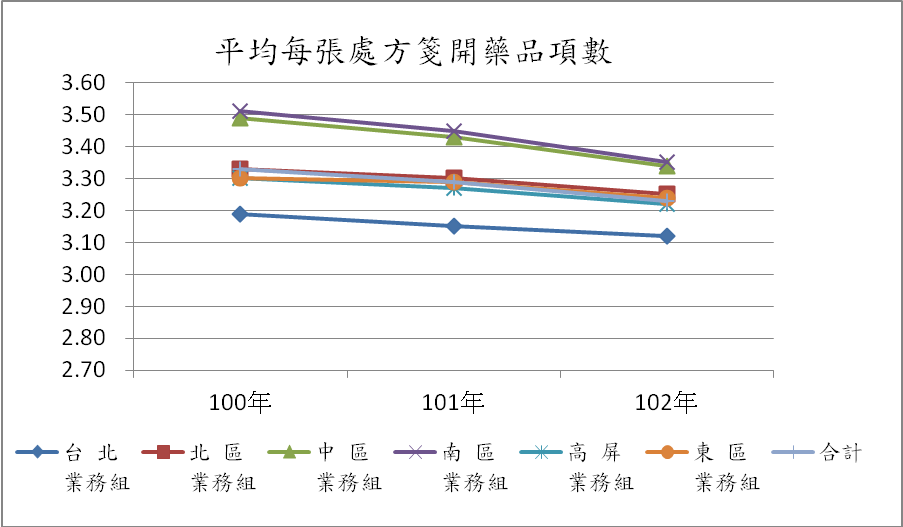 平均每張處方箋開藥品項數
3.60
3.50
3.40
3.30
3.20
3.10
3.00
2.90
2.80
2.70
100年 101年 102年
台 北 北 區 中 區 南 區 高 屏 東 區 合計
業務組 業務組 業務組 業務組 業務組 業務組